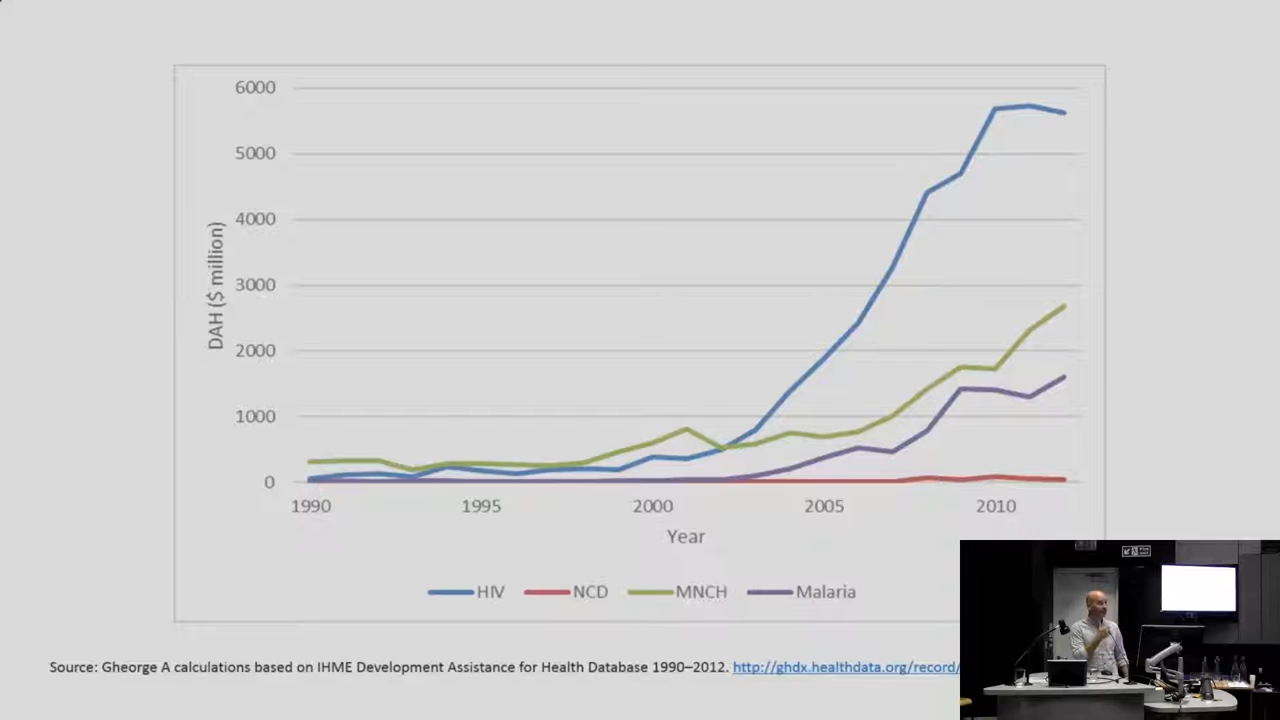 6000
5000
4000
3000
2000
1000
0
DAH ($ million)
1990 1995 2000 2005 2010
Year
HIV NCD MNCH Malaria
Source: Gheorge A calculations based on IHME Development Assistance for Health Database 1990–2012. http://ghdx.healthdata.org/record/